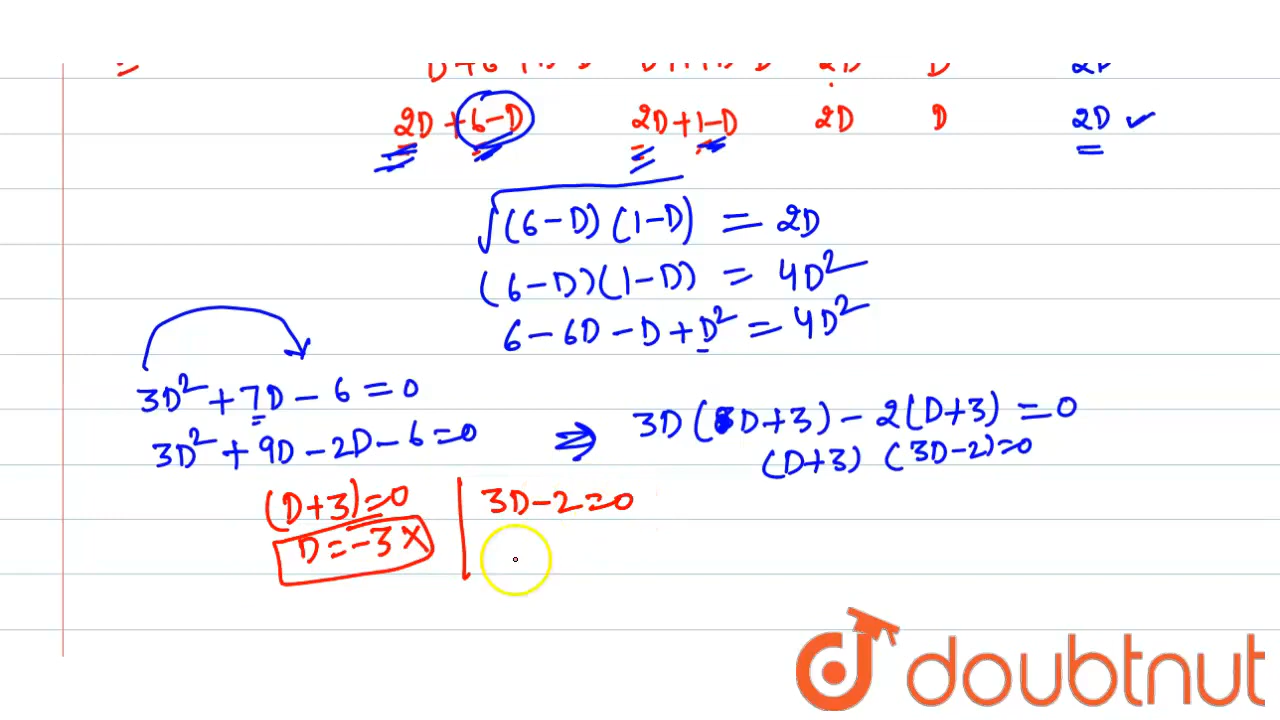 2D + 6 - D 2D + 1 - D 2D D 2D ✓
√(6 - D) (1 - D) = 2D
(6 - D) (1 - D) = 4D²
6 - 6D - D + D² = 4D²
3D² + 7D - 6 = 0
3D² + 9D - 2D - 6 = 0 ⇒ 3D (D + 3) - 2 (D + 3) = 0
(D + 3) (3D - 2) = 0
(D + 3) = 0 | 3D - 2 = 0
D = -3 ×
doubtnut